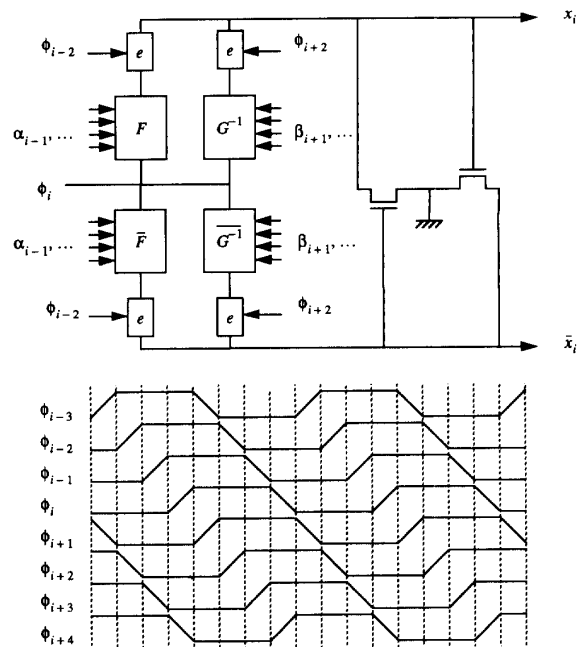 x_i
ϕ_{i−2} e e ϕ_{i+2}
α_{i−1}, … F G^{−1} β_{i+1}, …
ϕ_i
α_{i−1}, … F̄ \overline{G^{−1}} β_{i+1}, …
ϕ_{i−2} e e ϕ_{i+2}
x̄_i
ϕ_{i−3}
ϕ_{i−2}
ϕ_{i−1}
ϕ_i
ϕ_{i+1}
ϕ_{i+2}
ϕ_{i+3}
ϕ_{i+4}